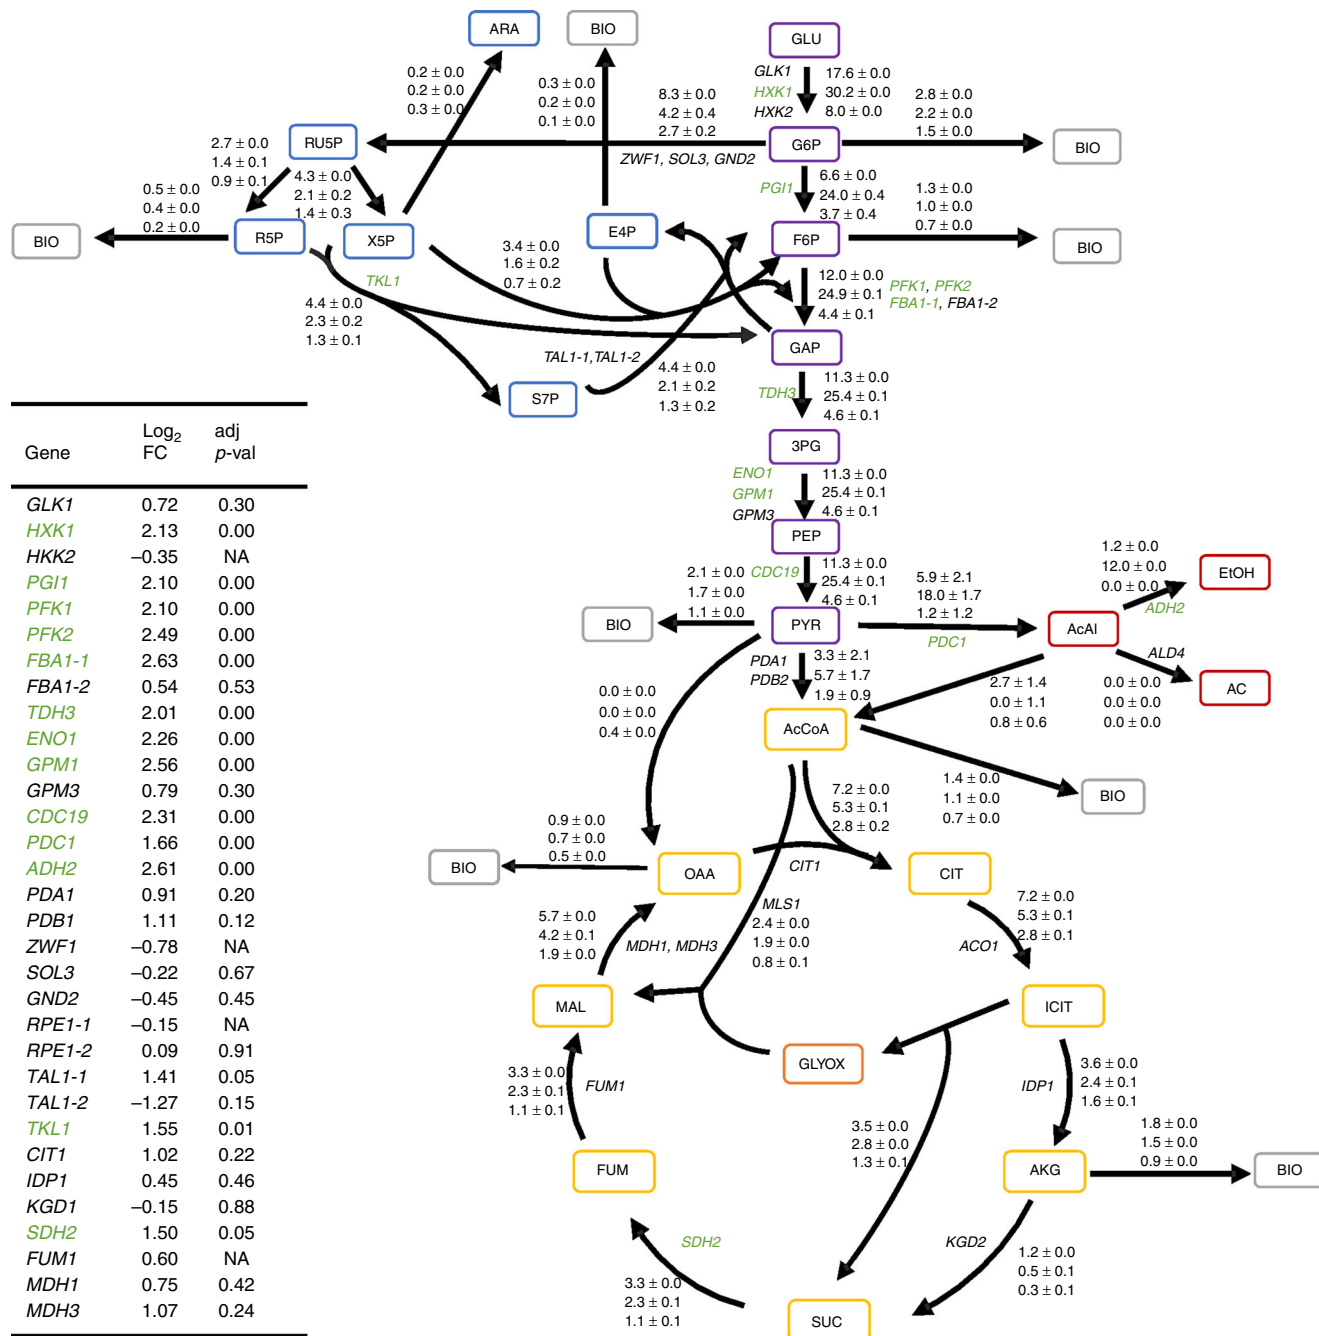 ARA
BIO
GLU
0.2 ± 0.0
0.2 ± 0.0
0.3 ± 0.0
0.3 ± 0.0
0.2 ± 0.0
0.1 ± 0.0
8.3 ± 0.0
4.2 ± 0.4
2.7 ± 0.2
GLK1
HXK1
HXK2
17.6 ± 0.0
30.2 ± 0.0
8.0 ± 0.0
2.8 ± 0.0
2.2 ± 0.0
1.5 ± 0.0
RU5P
G6P
BIO
ZWF1, SOL3, GND2
2.7 ± 0.0
1.4 ± 0.1
0.9 ± 0.1
4.3 ± 0.0
2.1 ± 0.2
1.4 ± 0.3
PGI1
6.6 ± 0.0
24.0 ± 0.4
3.7 ± 0.4
1.3 ± 0.0
1.0 ± 0.0
0.7 ± 0.0
0.5 ± 0.0
0.4 ± 0.0
0.2 ± 0.0
BIO
R5P
X5P
E4P
F6P
BIO
3.4 ± 0.0
1.6 ± 0.2
0.7 ± 0.2
TKL1
4.4 ± 0.0
2.3 ± 0.2
1.3 ± 0.1
12.0 ± 0.0
24.9 ± 0.1
4.4 ± 0.1
PFK1, PFK2
FBA1-1, FBA1-2
GAP
TAL1-1,TAL1-2
4.4 ± 0.0
2.1 ± 0.2
1.3 ± 0.2
S7P
TDH3
11.3 ± 0.0
25.4 ± 0.1
4.6 ± 0.1
3PG
ENO1
GPM1
GPM3
11.3 ± 0.0
25.4 ± 0.1
4.6 ± 0.1
PEP
CDC19
11.3 ± 0.0
25.4 ± 0.1
4.6 ± 0.1
2.1 ± 0.0
1.7 ± 0.0
1.1 ± 0.0
5.9 ± 2.1
18.0 ± 1.7
1.2 ± 1.2
1.2 ± 0.0
12.0 ± 0.0
0.0 ± 0.0
EtOH
ADH2
BIO
PYR
PDC1
AcAl
ALD4
AC
0.0 ± 0.0
0.0 ± 0.0
0.0 ± 0.0
PDA1
PDB2
3.3 ± 2.1
5.7 ± 1.7
1.9 ± 0.9
2.7 ± 1.4
0.0 ± 1.1
0.8 ± 0.6
0.0 ± 0.0
0.0 ± 0.0
0.4 ± 0.0
AcCoA
7.2 ± 0.0
5.3 ± 0.1
2.8 ± 0.2
1.4 ± 0.0
1.1 ± 0.0
0.7 ± 0.0
BIO
0.9 ± 0.0
0.7 ± 0.0
0.5 ± 0.0
BIO
OAA
CIT1
CIT
5.7 ± 0.0
4.2 ± 0.1
1.9 ± 0.0
MDH1, MDH3
MLS1
2.4 ± 0.0
1.9 ± 0.0
0.8 ± 0.1
ACO1
7.2 ± 0.0
5.3 ± 0.1
2.8 ± 0.1
MAL
ICIT
GLYOX
3.3 ± 0.0
2.3 ± 0.1
1.1 ± 0.1
FUM1
IDP1
3.6 ± 0.0
2.4 ± 0.1
1.6 ± 0.1
3.5 ± 0.0
2.8 ± 0.0
1.3 ± 0.1
1.8 ± 0.0
1.5 ± 0.0
0.9 ± 0.0
FUM
AKG
BIO
SDH2
3.3 ± 0.0
2.3 ± 0.1
1.1 ± 0.1
KGD2
1.2 ± 0.0
0.5 ± 0.1
0.3 ± 0.1
SUC
Gene Log2 FC adj p-val
GLK1 0.72 0.30
HXK1 2.13 0.00
HKK2 –0.35 NA
PGI1 2.10 0.00
PFK1 2.10 0.00
PFK2 2.49 0.00
FBA1-1 2.63 0.00
FBA1-2 0.54 0.53
TDH3 2.01 0.00
ENO1 2.26 0.00
GPM1 2.56 0.00
GPM3 0.79 0.30
CDC19 2.31 0.00
PDC1 1.66 0.00
ADH2 2.61 0.00
PDA1 0.91 0.20
PDB1 1.11 0.12
ZWF1 –0.78 NA
SOL3 –0.22 0.67
GND2 –0.45 0.45
RPE1-1 –0.15 NA
RPE1-2 0.09 0.91
TAL1-1 1.41 0.05
TAL1-2 –1.27 0.15
TKL1 1.55 0.01
CIT1 1.02 0.22
IDP1 0.45 0.46
KGD1 –0.15 0.88
SDH2 1.50 0.05
FUM1 0.60 NA
MDH1 0.75 0.42
MDH3 1.07 0.24